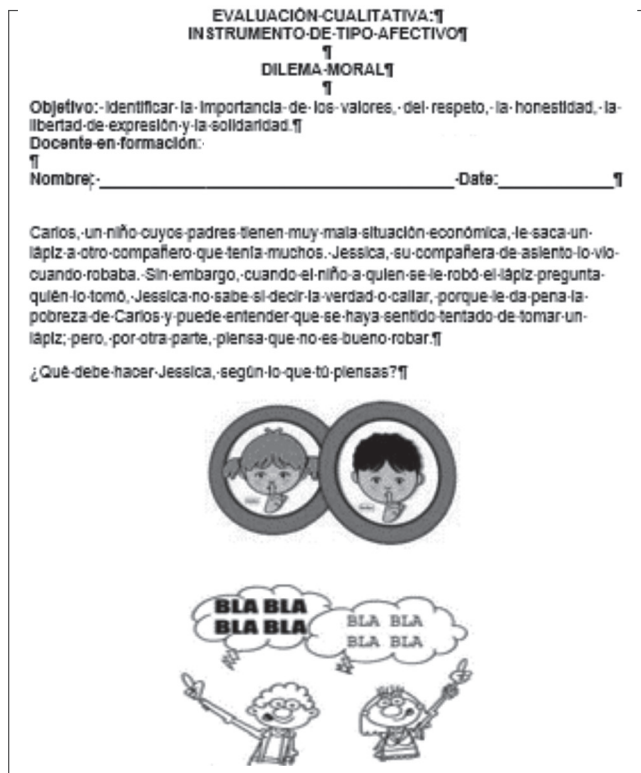 EVALUACIÓN·CUALITATIVA:¶
INSTRUMENTO·DE·TIPO·AFECTIVO¶
¶
DILEMA·MORAL¶
¶
Objetivo:·Identificar·la·importancia·de·los·valores,·del·respeto,·la·honestidad,·la·
libertad·de·expresión·y·la·solidaridad.¶
Docente·en·formación:·
¶
Nombre:·_____________________________________________·Date:______________¶
Carlos,·un·niño·cuyos·padres·tienen·muy·mala·situación·económica,·le·saca·un·
lápiz·a·otro·compañero·que·tenía·muchos.·Jessica,·su·compañera·de·asiento·lo·vio·
cuando·robaba.·Sin·embargo,·cuando·el·niño·a·quien·se·le·robó·el·lápiz·pregunta·
quién·lo·tomó,·Jessica·no·sabe·si·decir·la·verdad·o·callar,·porque·le·da·pena·la·
pobreza·de·Carlos·y·puede·entender·que·se·haya·sentido·tentado·de·tomar·un·
lápiz;·pero,·por·otra·parte,·piensa·que·no·es·bueno·robar.¶
¿Qué·debe·hacer·Jessica,·según·lo·que·tú·piensas?¶
BLA BLA
BLA BLA
BLA BLA
BLA BLA